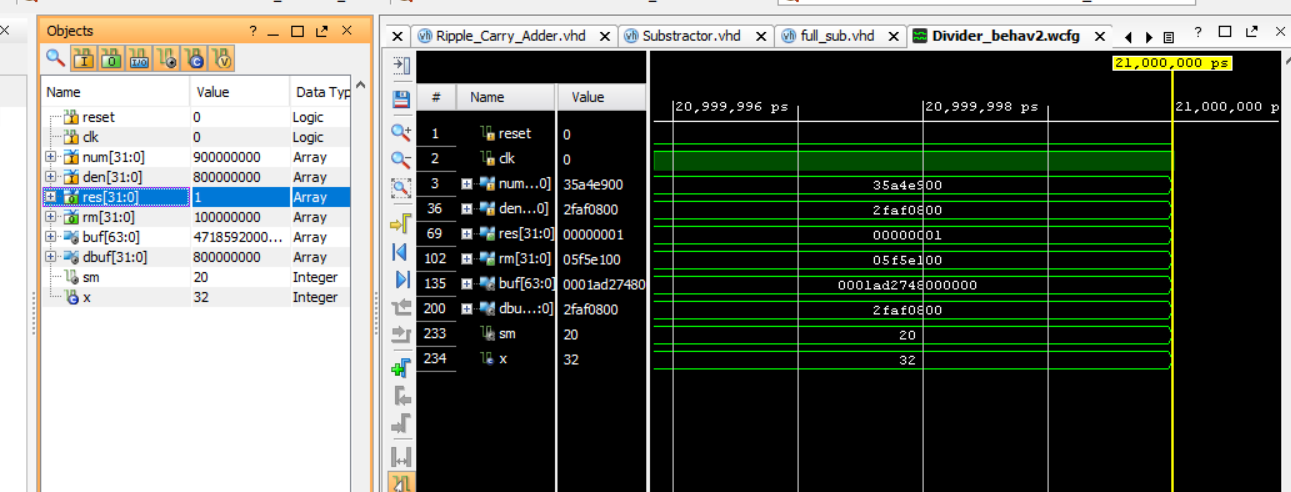 Objects
Name Value Data Typ
reset 0 Logic
clk 0 Logic
num[31:0] 900000000 Array
den[31:0] 800000000 Array
res[31:0] 1 Array
rm[31:0] 100000000 Array
buf[63:0] 4718592000... Array
dbuf[31:0] 800000000 Array
sm 20 Integer
x 32 Integer
Ripple_Carry_Adder.vhd Substractor.vhd full_sub.vhd Divider_behav2.wcfg
21,000,000 ps
# Name Value
20,999,996 ps 20,999,998 ps 21,000,000 p
1 reset 0
2 clk 0
3 num...0] 35a4e900 35a4e900
36 den...0] 2faf0800 2faf0800
69 res[31:0] 00000001 00000001
102 rm[31:0] 05f5e100 05f5e100
135 buf[63:0] 0001ad27480 0001ad2748000000
200 dbu...:0] 2faf0800 2faf0800
233 sm 20 20
234 x 32 32